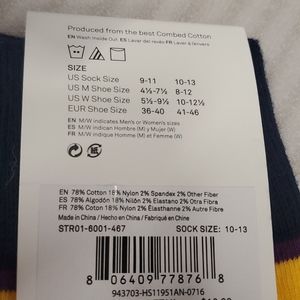 Produced from the best Combed Cotton
EN Wash Inside Out. ES Lavar del revés FR Laver à l'envers
SIZE
US Sock Size 9-11 10-13
US M Shoe Size 4½-7½ 8-12
US W Shoe Size 5½-9½ 10-12½
EUR Shoe Size 36-40 41-46
EN M/W indicates Men's or Women's sizes
ES M/W indican Hombre (M) y Mujer (W)
FR M/W indique Homme (M) et Femme (W)
EN 78% Cotton 18% Nylon 2% Spandex 2% Other Fiber
ES 78% Algodón 18% Nilón 2% Elastano 2% Otra Fibra
FR 78% Coton 18% Nylon 2% Élasthanne 2% Autre Fibre
Made in China / Hecho en China / Fabriqué en China
STR01-6001-467 SOCK SIZE: 10-13
8 06409 77876 8
943703-HS11951AN-0716